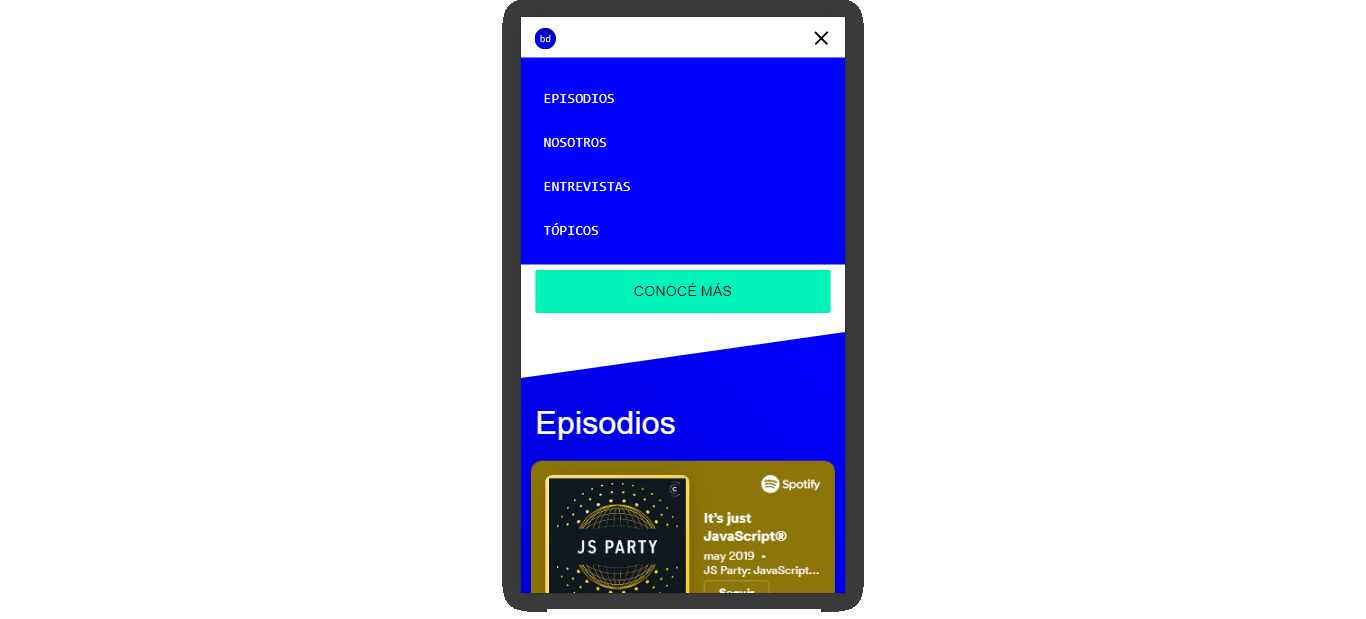 bd
EPISODIOS
NOSOTROS
ENTREVISTAS
TÓPICOS
CONOCÉ MÁS
Episodios
C
JS PARTY
Spotify
It's just
JavaScript®
may 2019 •
JS Party: JavaScript...
Seguir